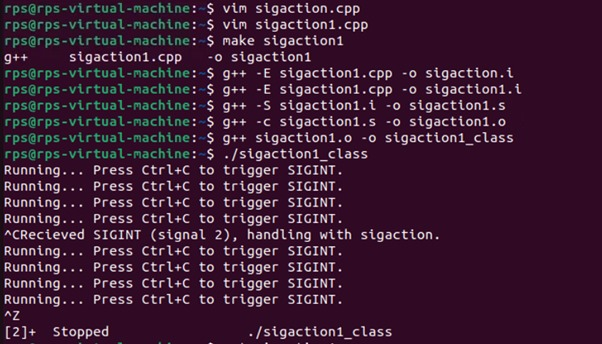 rps@rps-virtual-machine:~$ vim sigaction.cpp
rps@rps-virtual-machine:~$ vim sigaction1.cpp
rps@rps-virtual-machine:~$ make sigaction1
g++     sigaction1.cpp   -o sigaction1
rps@rps-virtual-machine:~$ g++ -E sigaction1.cpp -o sigaction.i
rps@rps-virtual-machine:~$ g++ -E sigaction1.cpp -o sigaction1.i
rps@rps-virtual-machine:~$ g++ -S sigaction1.i -o sigaction1.s
rps@rps-virtual-machine:~$ g++ -c sigaction1.s -o sigaction1.o
rps@rps-virtual-machine:~$ g++ sigaction1.o -o sigaction1_class
rps@rps-virtual-machine:~$ ./sigaction1_class
Running... Press Ctrl+C to trigger SIGINT.
Running... Press Ctrl+C to trigger SIGINT.
Running... Press Ctrl+C to trigger SIGINT.
Running... Press Ctrl+C to trigger SIGINT.
^CRecieved SIGINT (signal 2), handling with sigaction.
Running... Press Ctrl+C to trigger SIGINT.
Running... Press Ctrl+C to trigger SIGINT.
Running... Press Ctrl+C to trigger SIGINT.
Running... Press Ctrl+C to trigger SIGINT.
^Z
[2]+  Stopped                 ./sigaction1_class